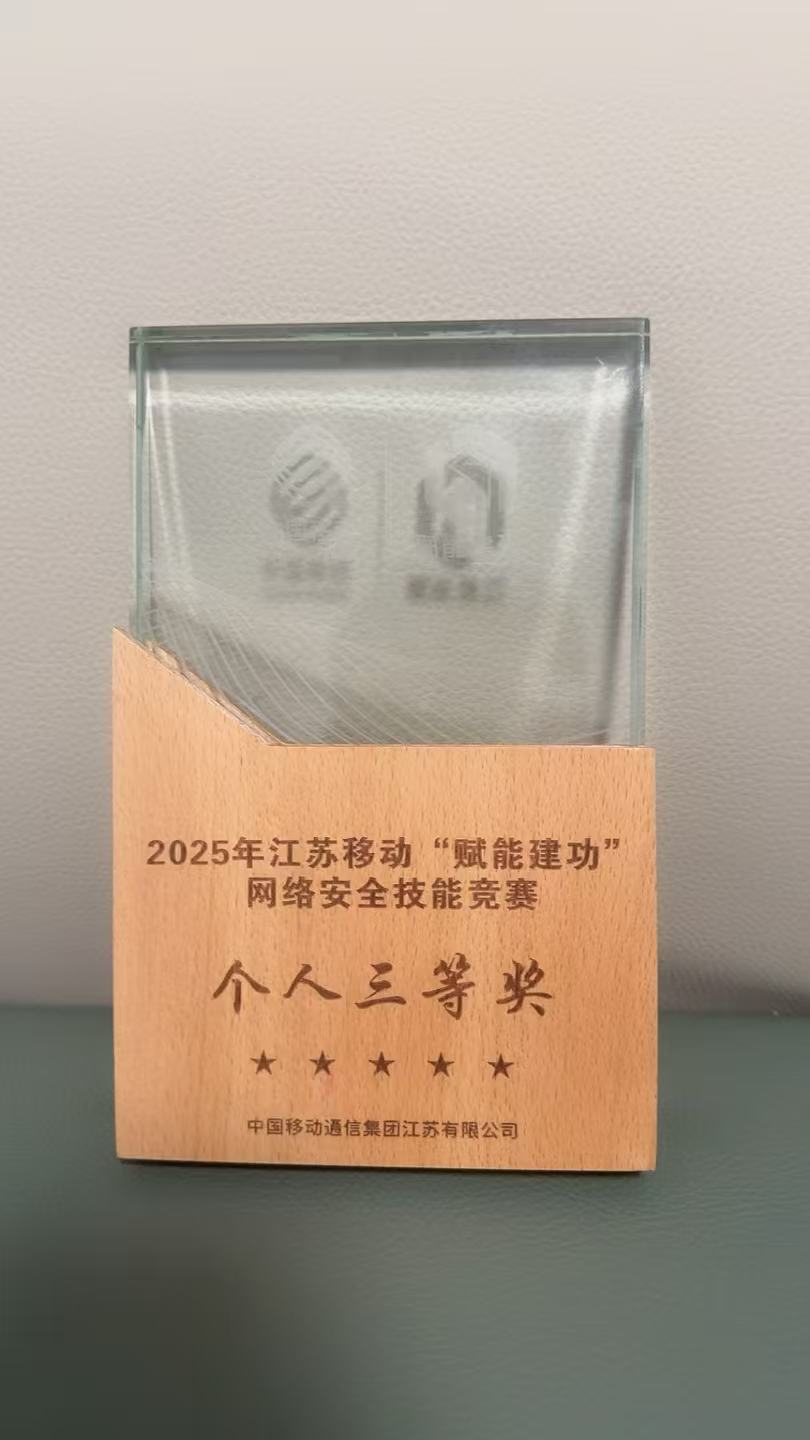 2025年江苏移动“赋能建功”
网络安全技能竞赛
个人三等奖
中国移动通信集团江苏有限公司